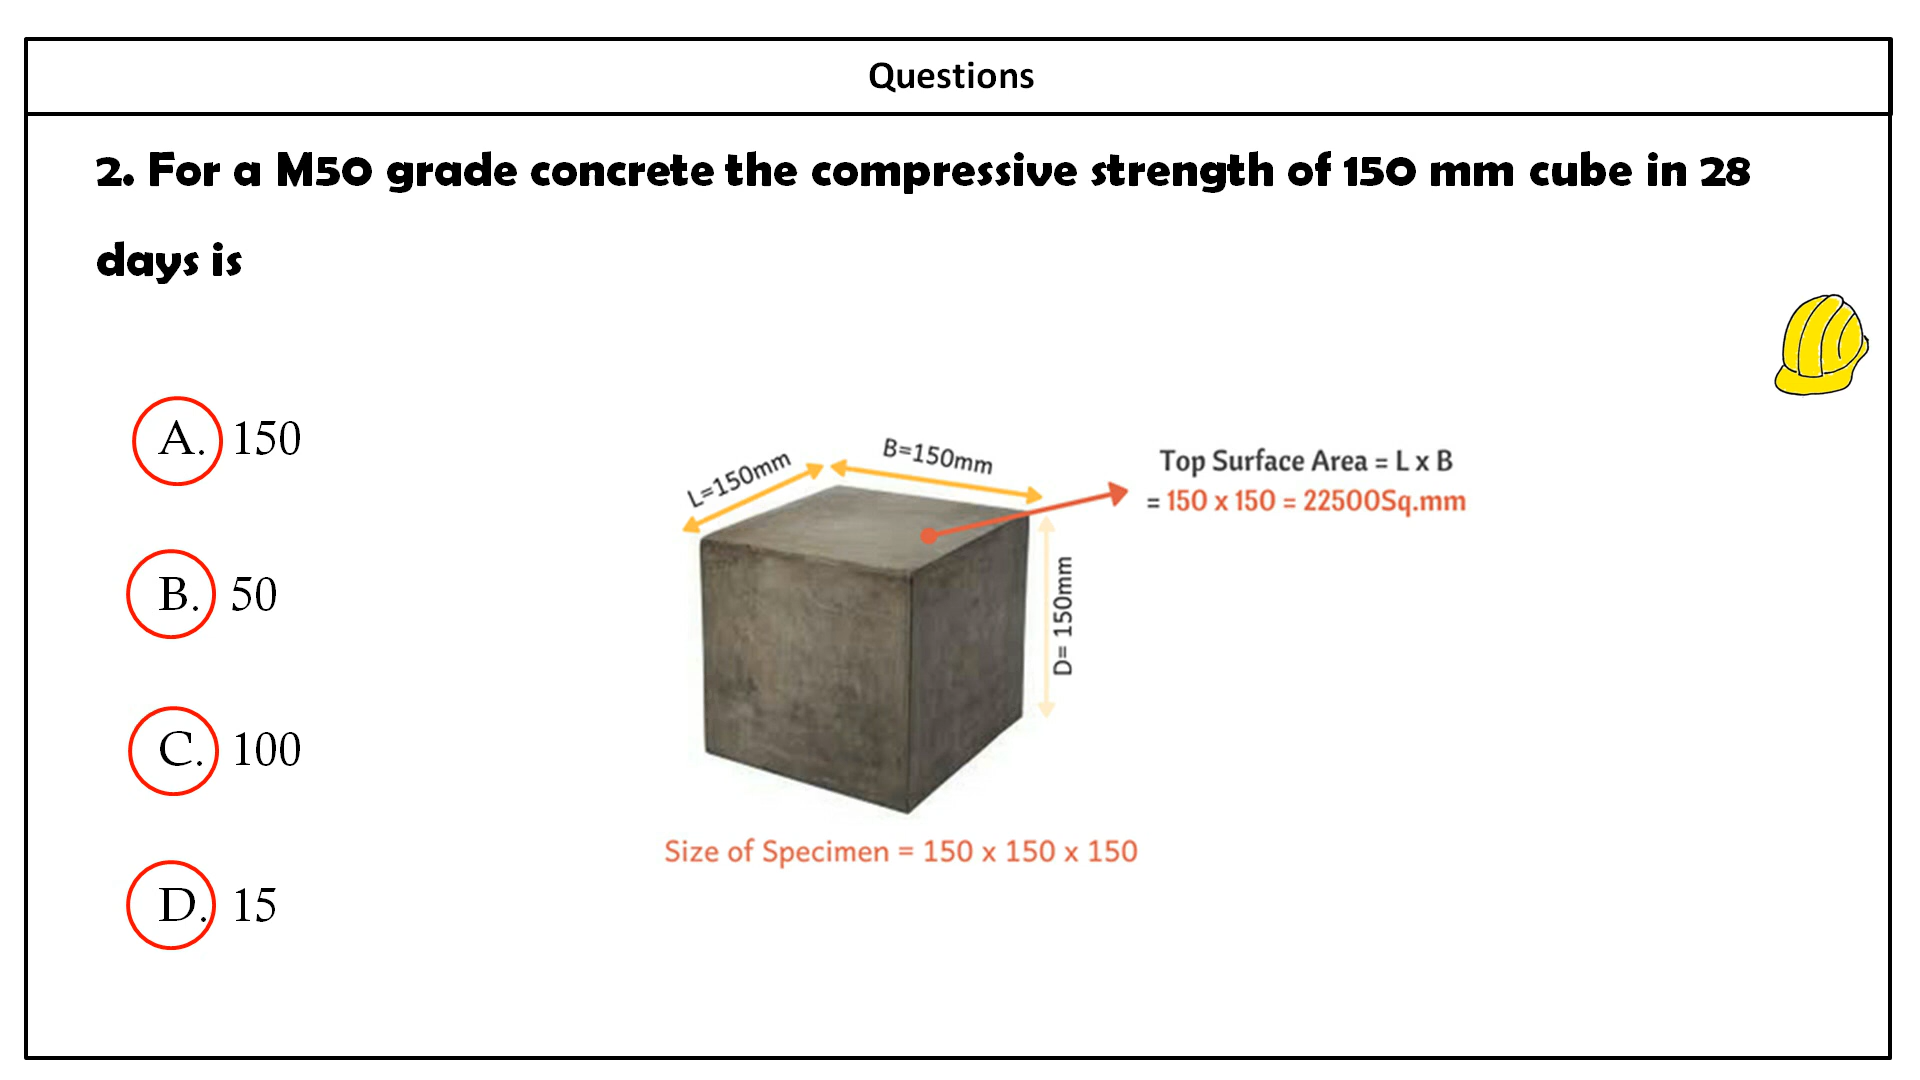 Questions
2. For a M50 grade concrete the compressive strength of 150 mm cube in 28
days is
A. 150
B. 50
C. 100
D. 15
L=150mm
B=150mm
Top Surface Area = L x B
= 150 x 150 = 22500Sq.mm
D= 150mm
Size of Specimen = 150 x 150 x 150